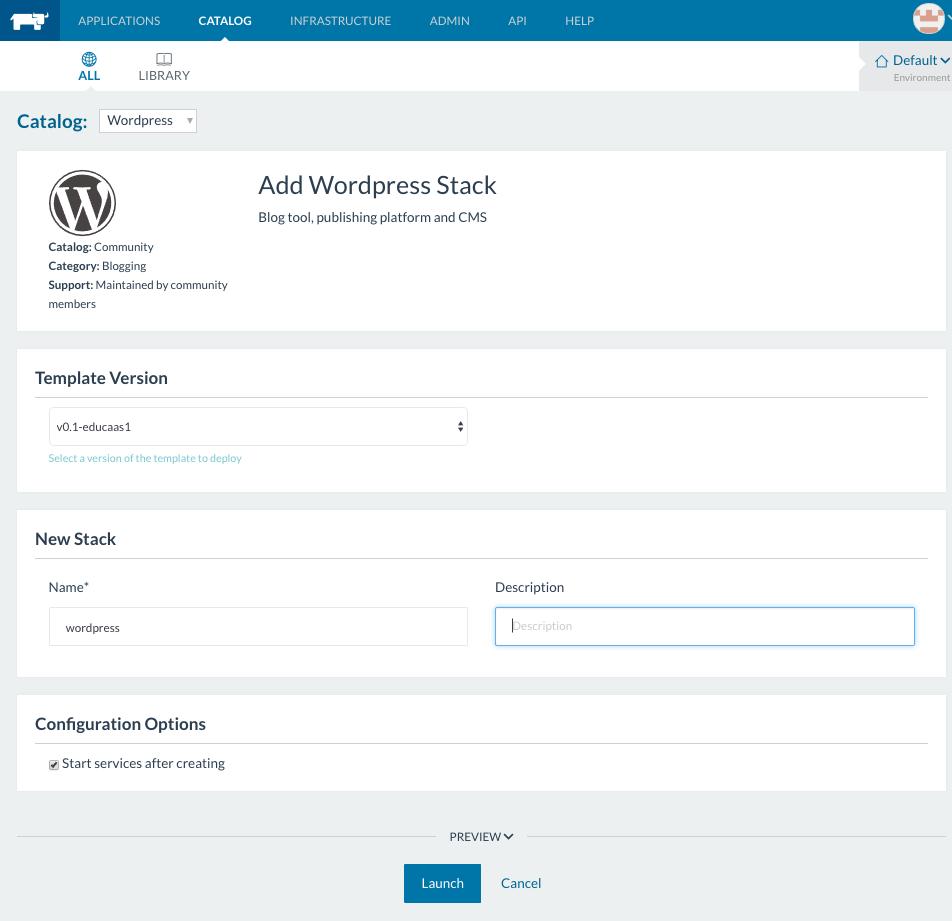 APPLICATIONS CATALOG INFRASTRUCTURE ADMIN API HELP
ALL LIBRARY
Default
Environment
Catalog: Wordpress
Add Wordpress Stack
Blog tool, publishing platform and CMS
Catalog: Community
Category: Blogging
Support: Maintained by community
members
Template Version
v0.1-educaas1
Select a version of the template to deploy
New Stack
Name* Description
wordpress Description
Configuration Options
Start services after creating
PREVIEW
Launch Cancel